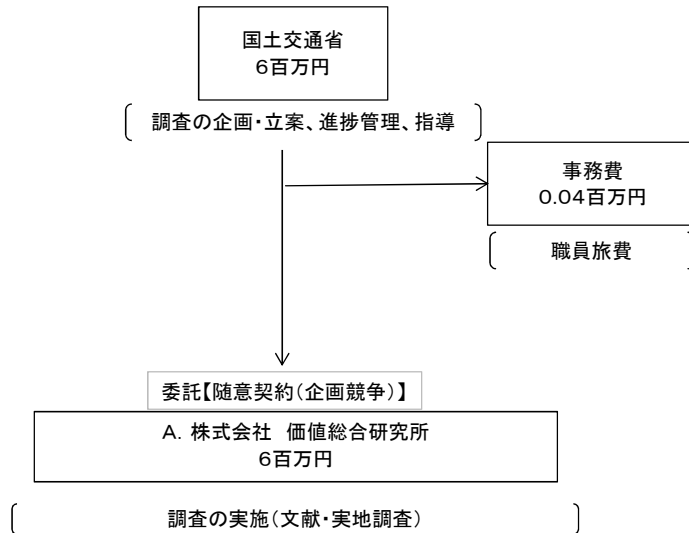 国土交通省
6百万円
調査の企画・立案、進捗管理、指導
事務費
0.04百万円
職員旅費
委託【随意契約(企画競争)】
A. 株式会社 価値総合研究所
6百万円
調査の実施(文献・実地調査)